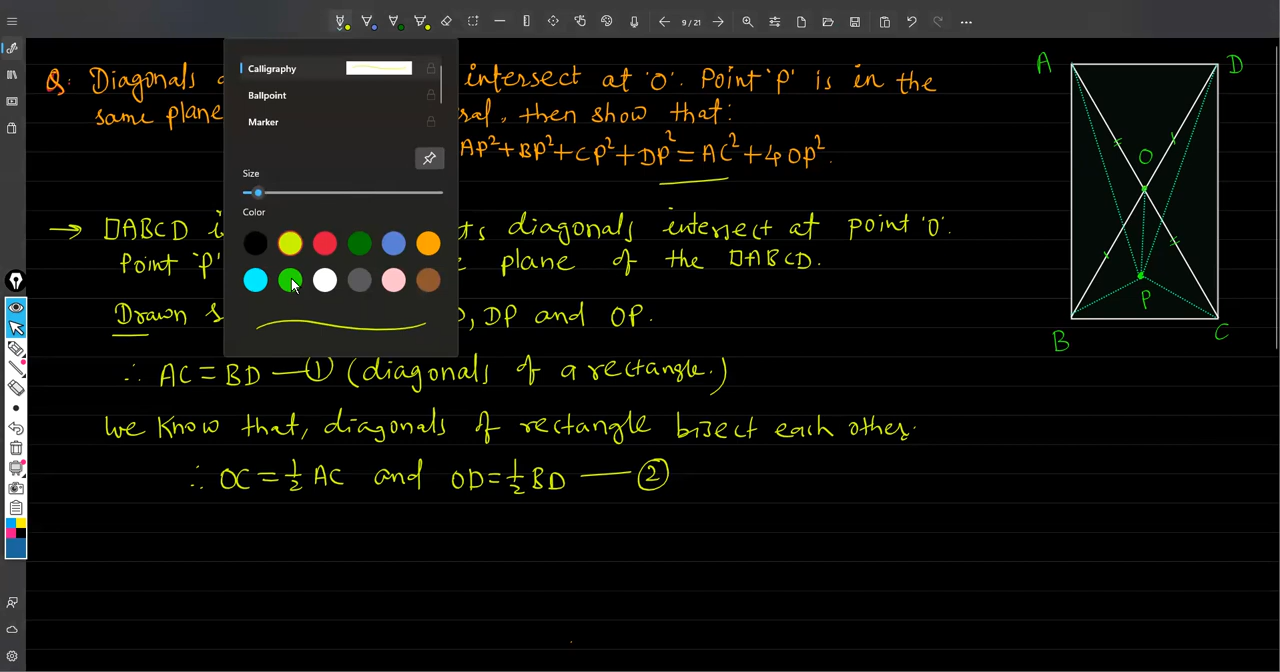 9 / 21
Calligraphy
Ballpoint
Marker
Size
Color
Q: Diagonals intersect at 'O'. Point 'P' is in the
same plane then show that:
AP²+BP²+CP²+DP²=AC²+4OP².
→ □ABCD diagonals intersect at point 'O'.
Point 'P' plane of the □ABCD.
Drawn DP and OP.
∴ AC = BD —① (diagonals of a rectangle.)
We know that, diagonals of rectangle bisect each other.
∴ OC = ½ AC and OD = ½ BD — ②
A
D
O
P
B
C